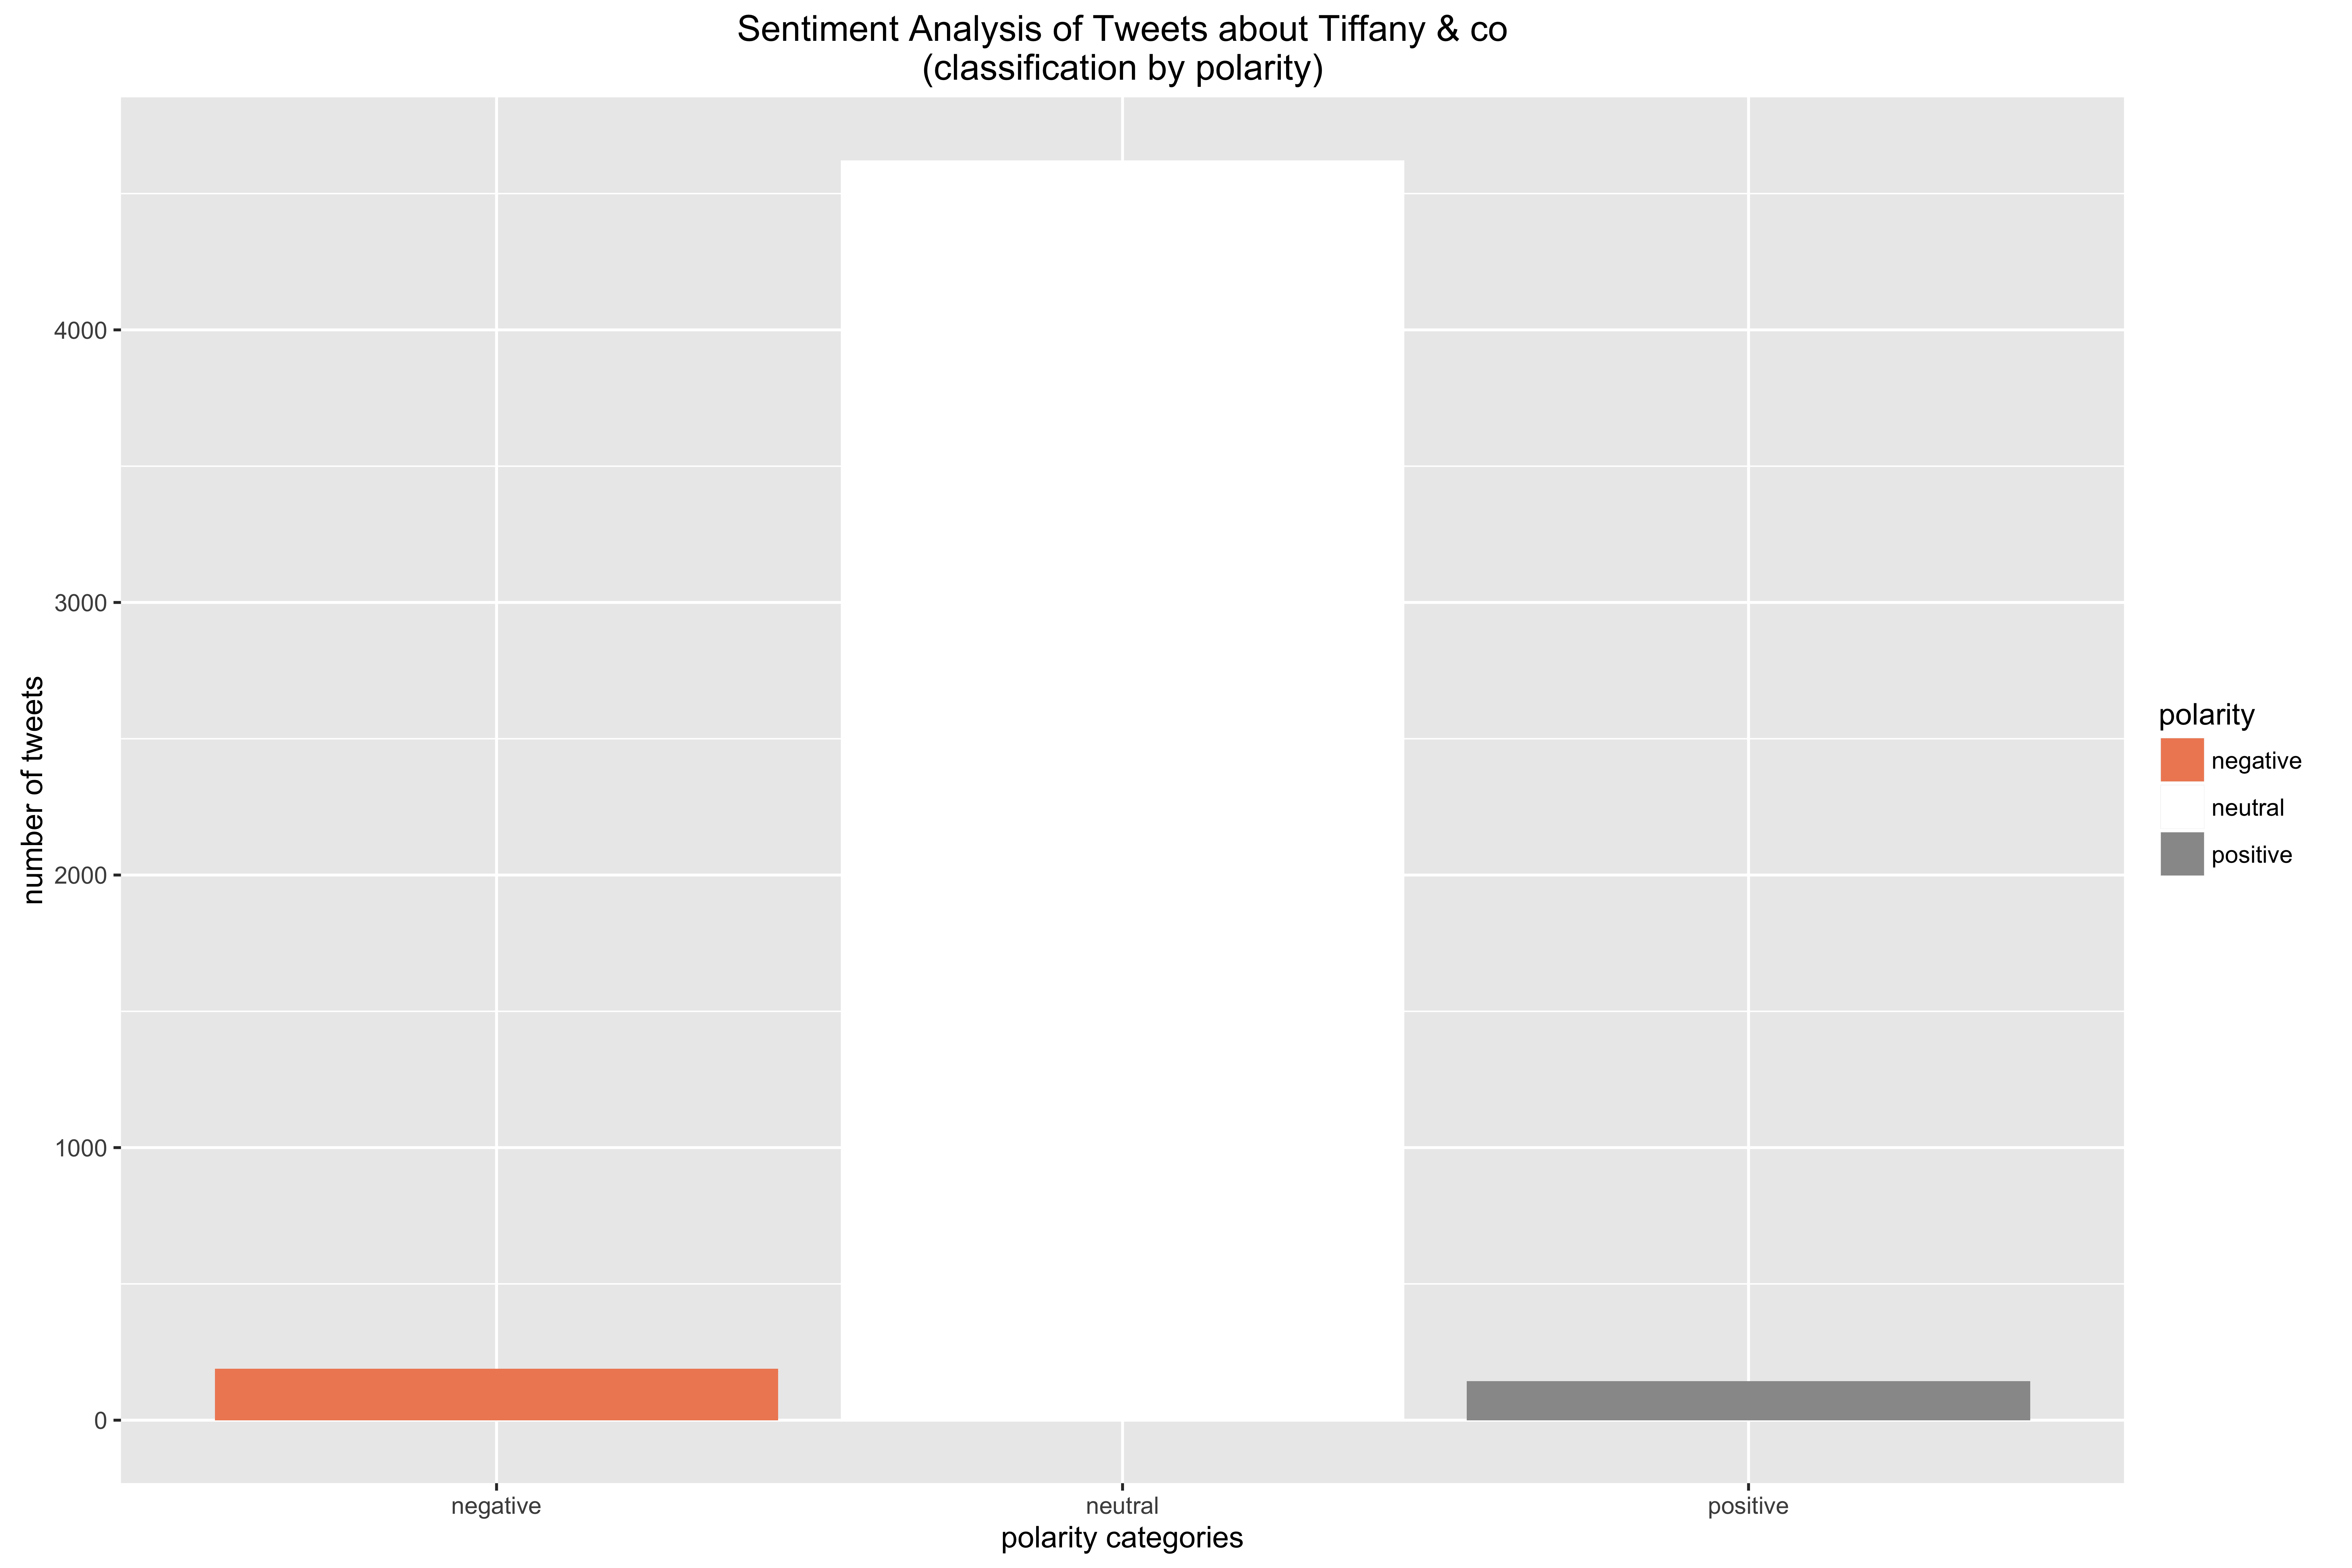 Sentiment Analysis of Tweets about Tiffany & co
(classification by polarity)
number of tweets
4000
3000
2000
1000
0
negative
neutral
positive
polarity categories
polarity
negative
neutral
positive